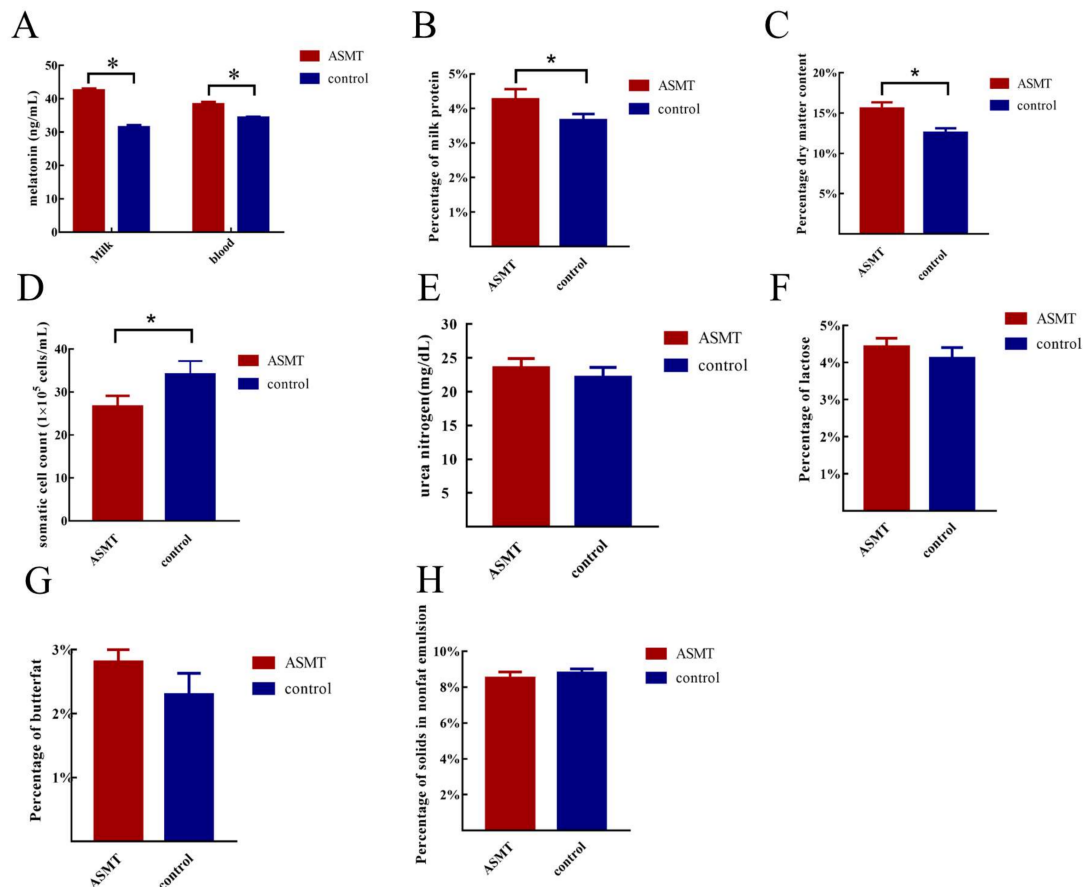 A
melatonin (ng/mL)
50
40
30
20
10
0
*
*
Milk
blood
ASMT
control
B
Percentage of milk protein
5%
4%
3%
2%
1%
*
ASMT
control
ASMT
control
C
Percentage dry matter content
20%
15%
10%
5%
*
ASMT
control
ASMT
control
D
somatic cell count (1×10⁵ cells/mL)
40
30
20
10
0
*
ASMT
control
ASMT
control
E
urea nitrogen(mg/dL)
30
25
20
15
10
5
ASMT
control
ASMT
control
F
Percentage of lactose
5%
4%
3%
2%
1%
ASMT
control
ASMT
control
G
Percentage of butterfat
3%
2%
1%
ASMT
control
ASMT
control
H
Percentage of solids in nonfat emulsion
10%
8%
6%
4%
2%
ASMT
control
ASMT
control